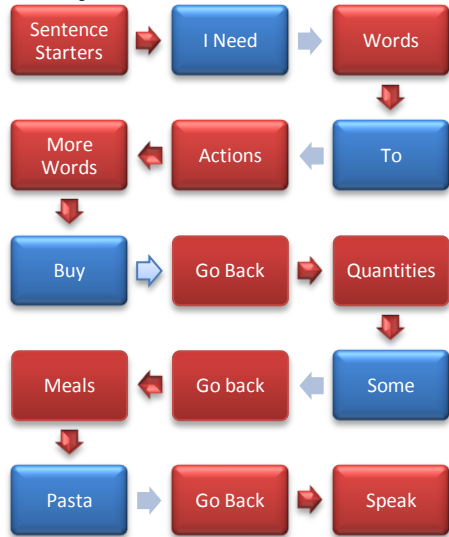 Sentence
Starters
I Need
Words
To
Actions
More
Words
Buy
Go Back
Quantities
Some
Go back
Meals
Pasta
Go Back
Speak